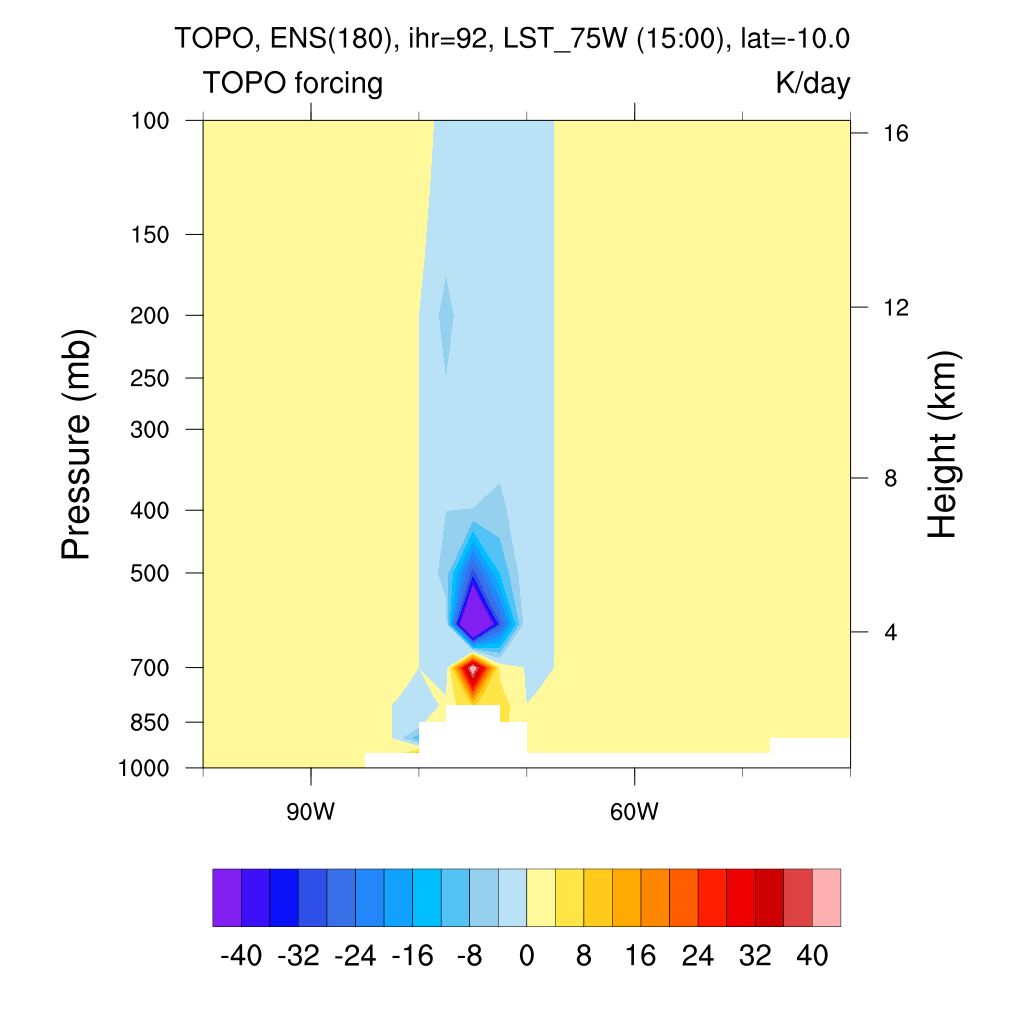 TOPO, ENS(180), ihr=92, LST_75W (15:00), lat=-10.0
TOPO forcing K/day
100
150
200
250
300
400
500
700
850
1000
Pressure (mb)
16
12
8
4
Height (km)
90W 60W
-40 -32 -24 -16 -8 0 8 16 24 32 40